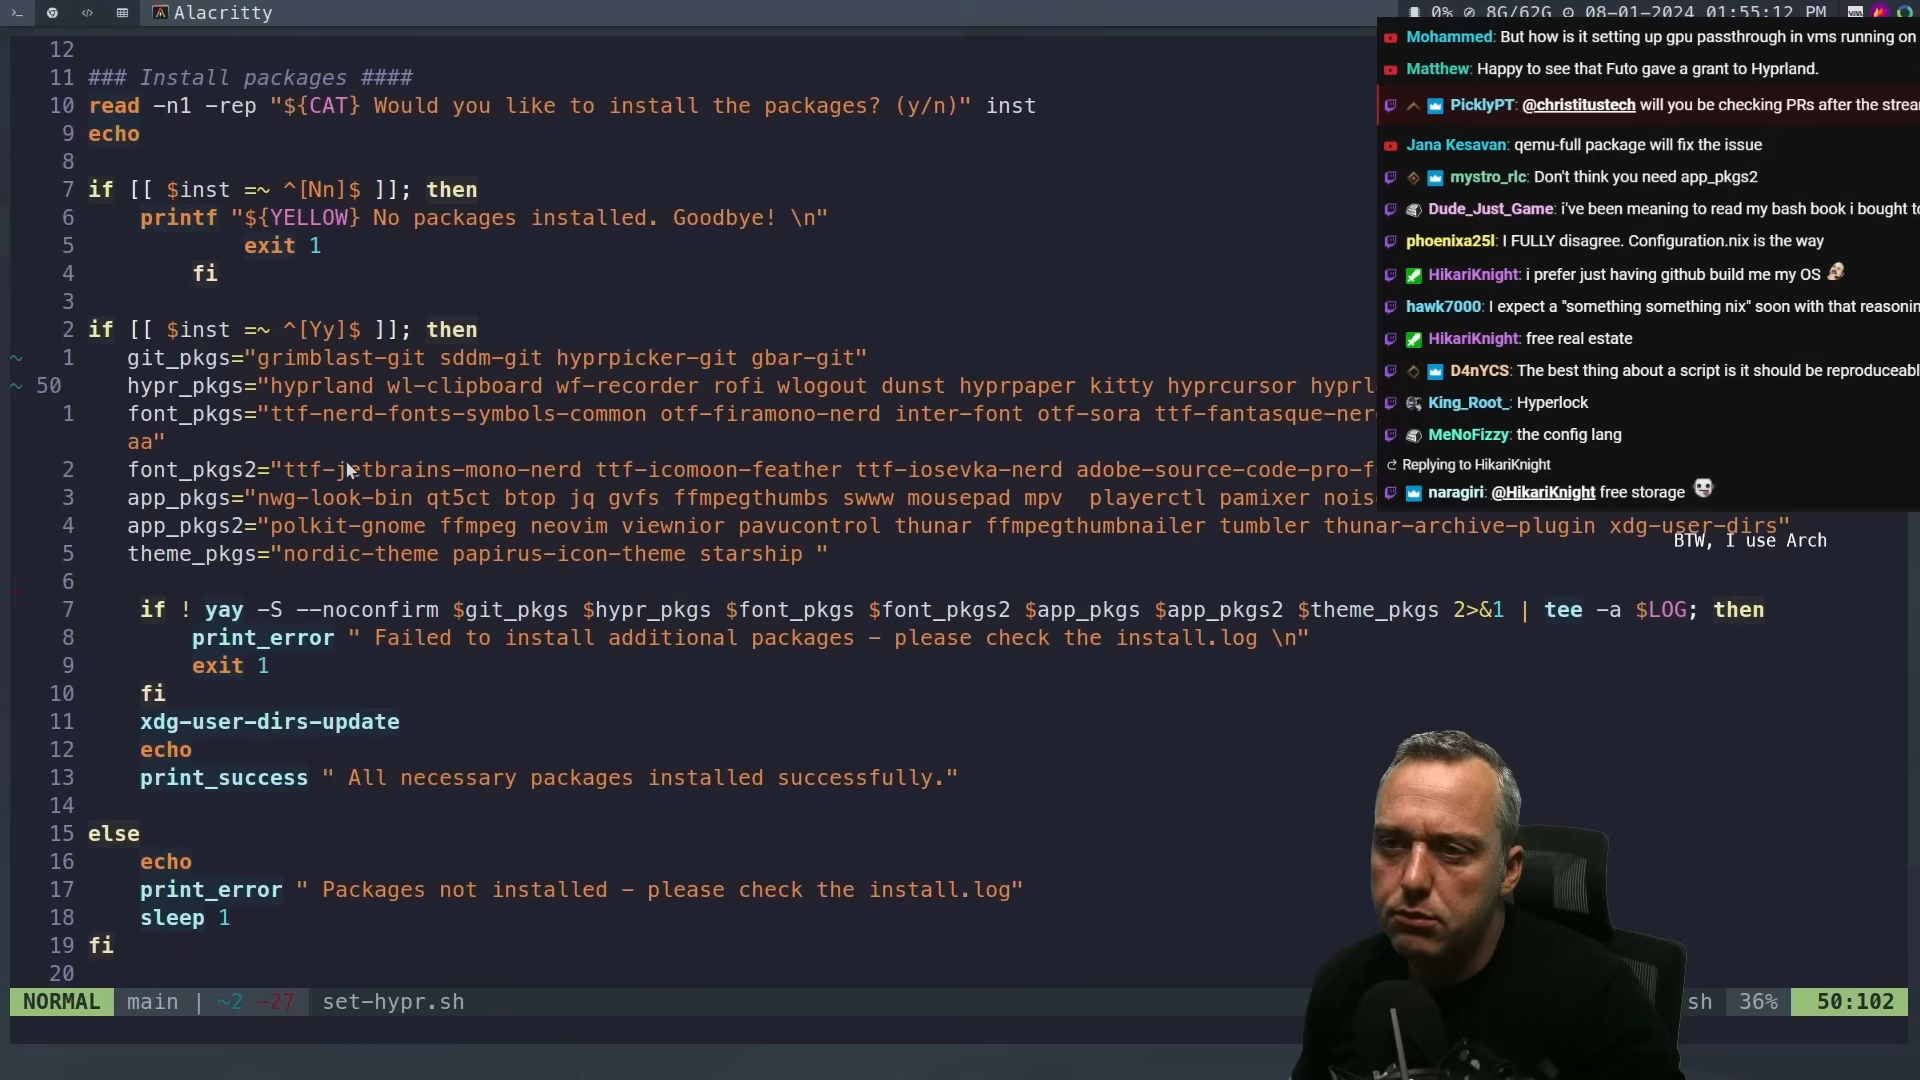 Alacritty
0% 8G/62G 08-01-2024 01:55:12 PM
12
11 ### Install packages ####
10 read -n1 -rep "${CAT} Would you like to install the packages? (y/n)" inst
9 echo
8
7 if [[ $inst =~ ^[Nn]$ ]]; then
6 printf "${YELLOW} No packages installed. Goodbye! \n"
5 exit 1
4 fi
3
2 if [[ $inst =~ ^[Yy]$ ]]; then
~ 1 git_pkgs="grimblast-git sddm-git hyprpicker-git gbar-git"
~ 50 hypr_pkgs="hyprland wl-clipboard wf-recorder rofi wlogout dunst hyprpaper kitty hyprcursor hyprl
1 font_pkgs="ttf-nerd-fonts-symbols-common otf-firamono-nerd inter-font otf-sora ttf-fantasque-ner
aa"
2 font_pkgs2="ttf-jetbrains-mono-nerd ttf-icomoon-feather ttf-iosevka-nerd adobe-source-code-pro-f
3 app_pkgs="nwg-look-bin qt5ct btop jq gvfs ffmpegthumbs swww mousepad mpv playerctl pamixer nois
4 app_pkgs2="polkit-gnome ffmpeg neovim viewnior pavucontrol thunar ffmpegthumbnailer tumbler thunar-archive-plugin xdg-user-dirs"
5 theme_pkgs="nordic-theme papirus-icon-theme starship "
6
7 if ! yay -S --noconfirm $git_pkgs $hypr_pkgs $font_pkgs $font_pkgs2 $app_pkgs $app_pkgs2 $theme_pkgs 2>&1 | tee -a $LOG; then
8 print_error " Failed to install additional packages - please check the install.log \n"
9 exit 1
10 fi
11 xdg-user-dirs-update
12 echo
13 print_success " All necessary packages installed successfully."
14
15 else
16 echo
17 print_error " Packages not installed - please check the install.log"
18 sleep 1
19 fi
20
NORMAL main | ~2 -27 set-hypr.sh sh 36% 50:102
Mohammed: But how is it setting up gpu passthrough in vms running on
Matthew: Happy to see that Futo gave a grant to Hyprland.
PicklyPT: @christitustech will you be checking PRs after the strea
Jana Kesavan: qemu-full package will fix the issue
mystro_rlc: Don't think you need app_pkgs2
Dude_Just_Game: i've been meaning to read my bash book i bought to
phoenixa25l: I FULLY disagree. Configuration.nix is the way
HikariKnight: i prefer just having github build me my OS
hawk7000: I expect a "something something nix" soon with that reasonin
HikariKnight: free real estate
D4nYCS: The best thing about a script is it should be reproduceabl
King_Root_: Hyperlock
MeNoFizzy: the config lang
Replying to HikariKnight
naragiri: @HikariKnight free storage
BTW, I use Arch